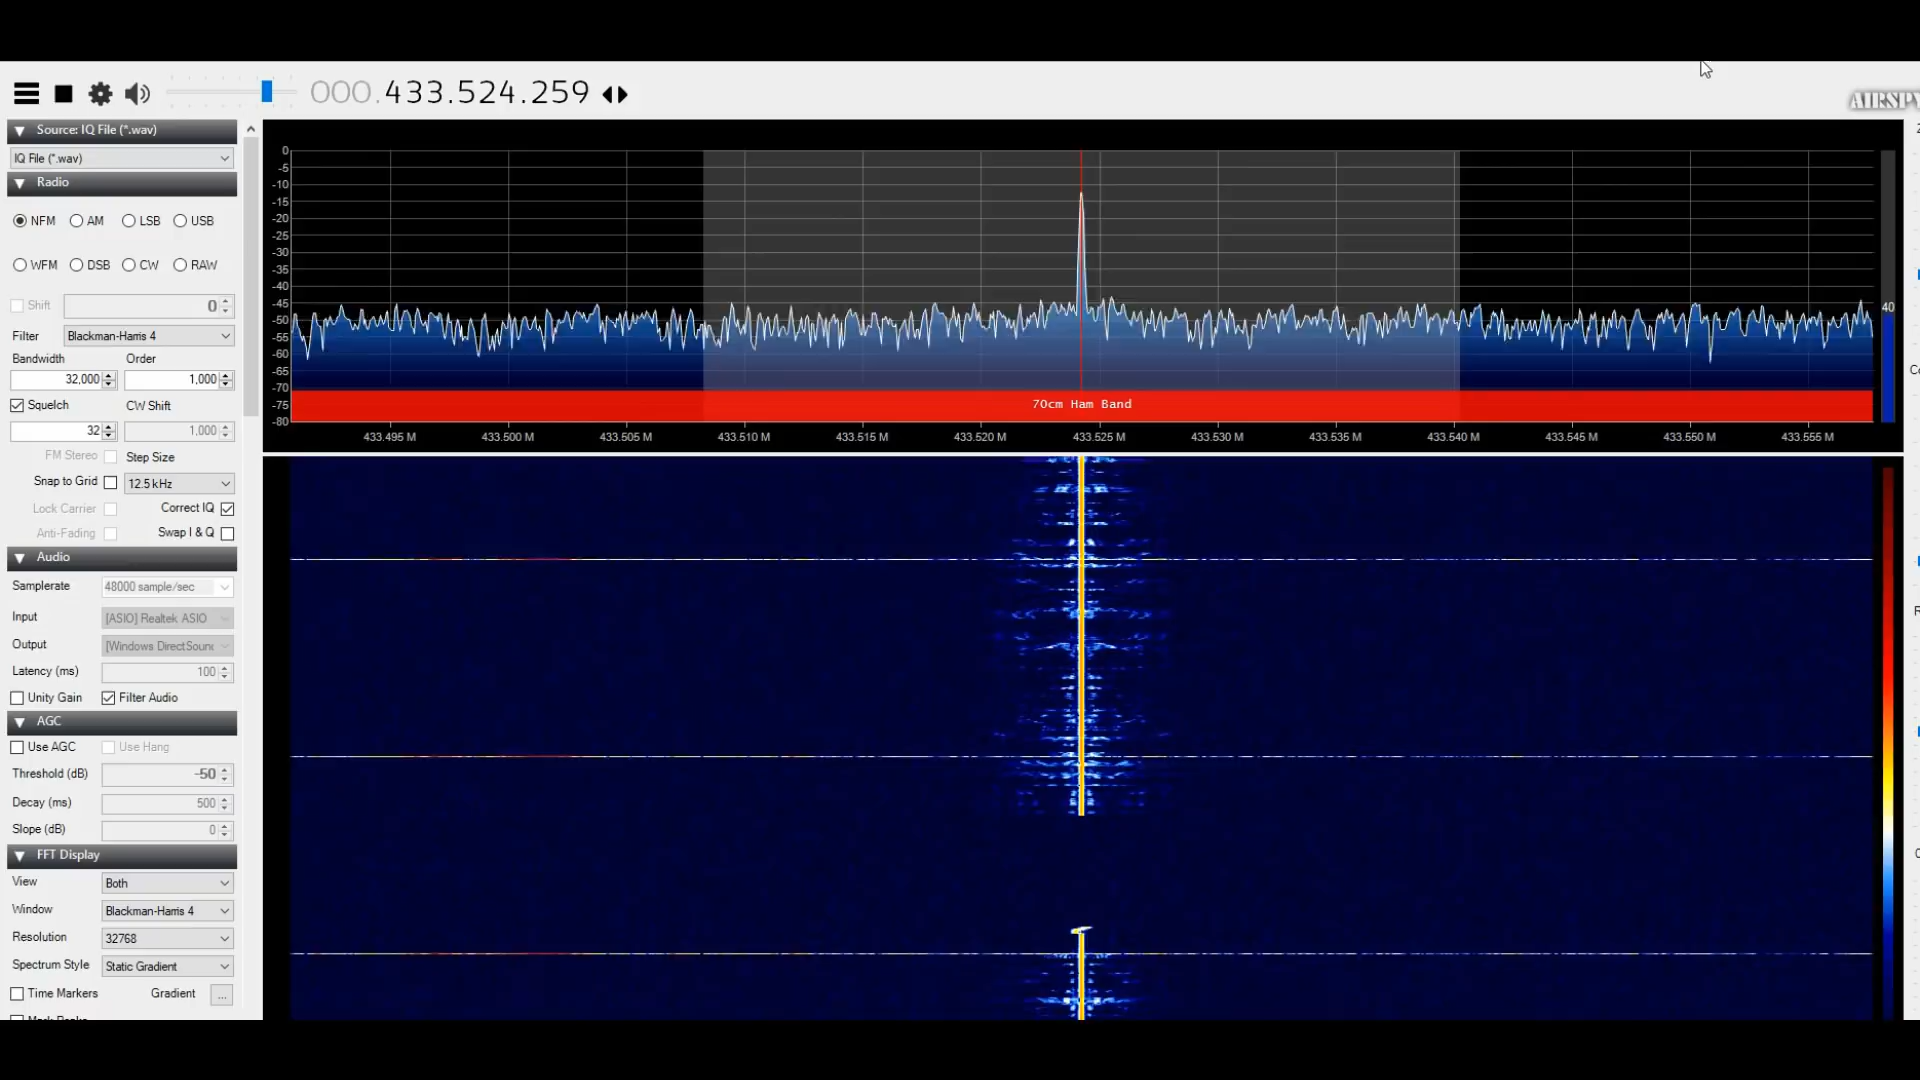 000.433.524.259
AIRSPY
Source: IQ File (*.wav)
IQ File (*.wav)
Radio
NFM AM LSB USB
WFM DSB CW RAW
Shift 0
Filter Blackman-Harris 4
Bandwidth Order
32,000 1,000
Squelch CW Shift
32 1,000
FM Stereo Step Size
Snap to Grid 12.5 kHz
Lock Carrier Correct IQ
Anti-Fading Swap I & Q
Audio
Samplerate 48000 sample/sec
Input [ASIO] Realtek ASIO
Output [Windows DirectSound
Latency (ms) 100
Unity Gain Filter Audio
AGC
Use AGC Use Hang
Threshold (dB) -50
Decay (ms) 500
Slope (dB) 0
FFT Display
View Both
Window Blackman-Harris 4
Resolution 32768
Spectrum Style Static Gradient
Time Markers Gradient ...
0
-5
-10
-15
-20
-25
-30
-35
-40
-45
-50
-55
-60
-65
-70
-75
-80
40
70cm Ham Band
433.495 M 433.500 M 433.505 M 433.510 M 433.515 M 433.520 M 433.525 M 433.530 M 433.535 M 433.540 M 433.545 M 433.550 M 433.555 M